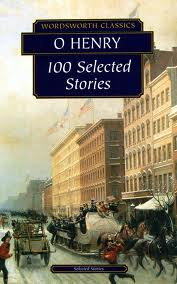 WORDSWORTH CLASSICS
O HENRY
100 Selected
Stories
Selected Stories